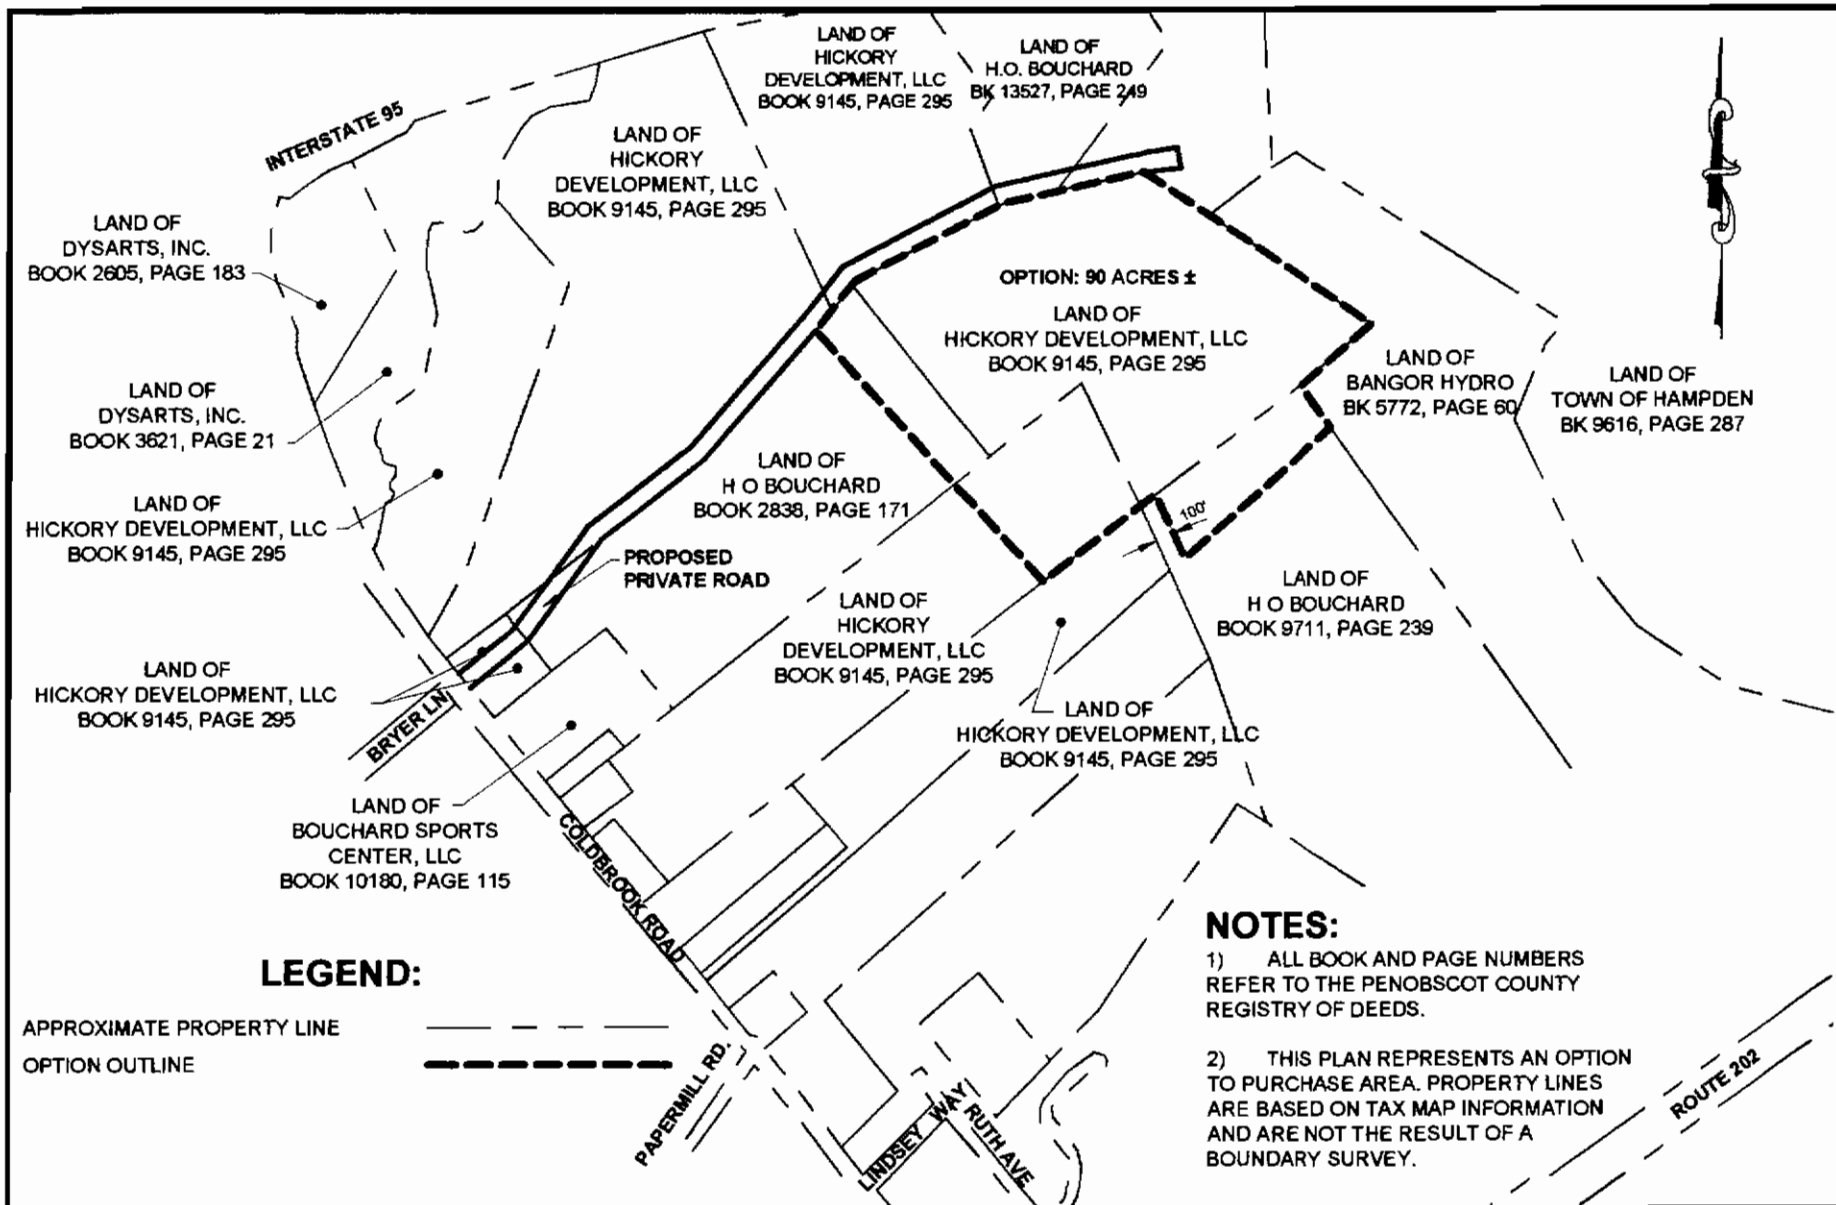 LAND OF
HICKORY
DEVELOPMENT, LLC
BOOK 9145, PAGE 295
LAND OF
H.O. BOUCHARD
BK 13527, PAGE 249
INTERSTATE 95
LAND OF
HICKORY
DEVELOPMENT, LLC
BOOK 9145, PAGE 295
LAND OF
DYSARTS, INC.
BOOK 2605, PAGE 183
OPTION: 90 ACRES ±
LAND OF
HICKORY DEVELOPMENT, LLC
BOOK 9145, PAGE 295
LAND OF
BANGOR HYDRO
BK 5772, PAGE 60
LAND OF
TOWN OF HAMPDEN
BK 9616, PAGE 287
LAND OF
DYSARTS, INC.
BOOK 3621, PAGE 21
LAND OF
H O BOUCHARD
BOOK 2838, PAGE 171
LAND OF
HICKORY DEVELOPMENT, LLC
BOOK 9145, PAGE 295
100'
PROPOSED
PRIVATE ROAD
LAND OF
H O BOUCHARD
BOOK 9711, PAGE 239
LAND OF
HICKORY
DEVELOPMENT, LLC
BOOK 9145, PAGE 295
LAND OF
HICKORY DEVELOPMENT, LLC
BOOK 9145, PAGE 295
BRYER LN
LAND OF
HICKORY DEVELOPMENT, LLC
BOOK 9145, PAGE 295
LAND OF
BOUCHARD SPORTS
CENTER, LLC
BOOK 10180, PAGE 115
COLDBROOK ROAD
LEGEND:
APPROXIMATE PROPERTY LINE
OPTION OUTLINE
PAPERMILL RD.
LINDSEY WAY
RUTH AVE
NOTES:
1) ALL BOOK AND PAGE NUMBERS
REFER TO THE PENOBSCOT COUNTY
REGISTRY OF DEEDS.
2) THIS PLAN REPRESENTS AN OPTION
TO PURCHASE AREA. PROPERTY LINES
ARE BASED ON TAX MAP INFORMATION
AND ARE NOT THE RESULT OF A
BOUNDARY SURVEY.
ROUTE 202